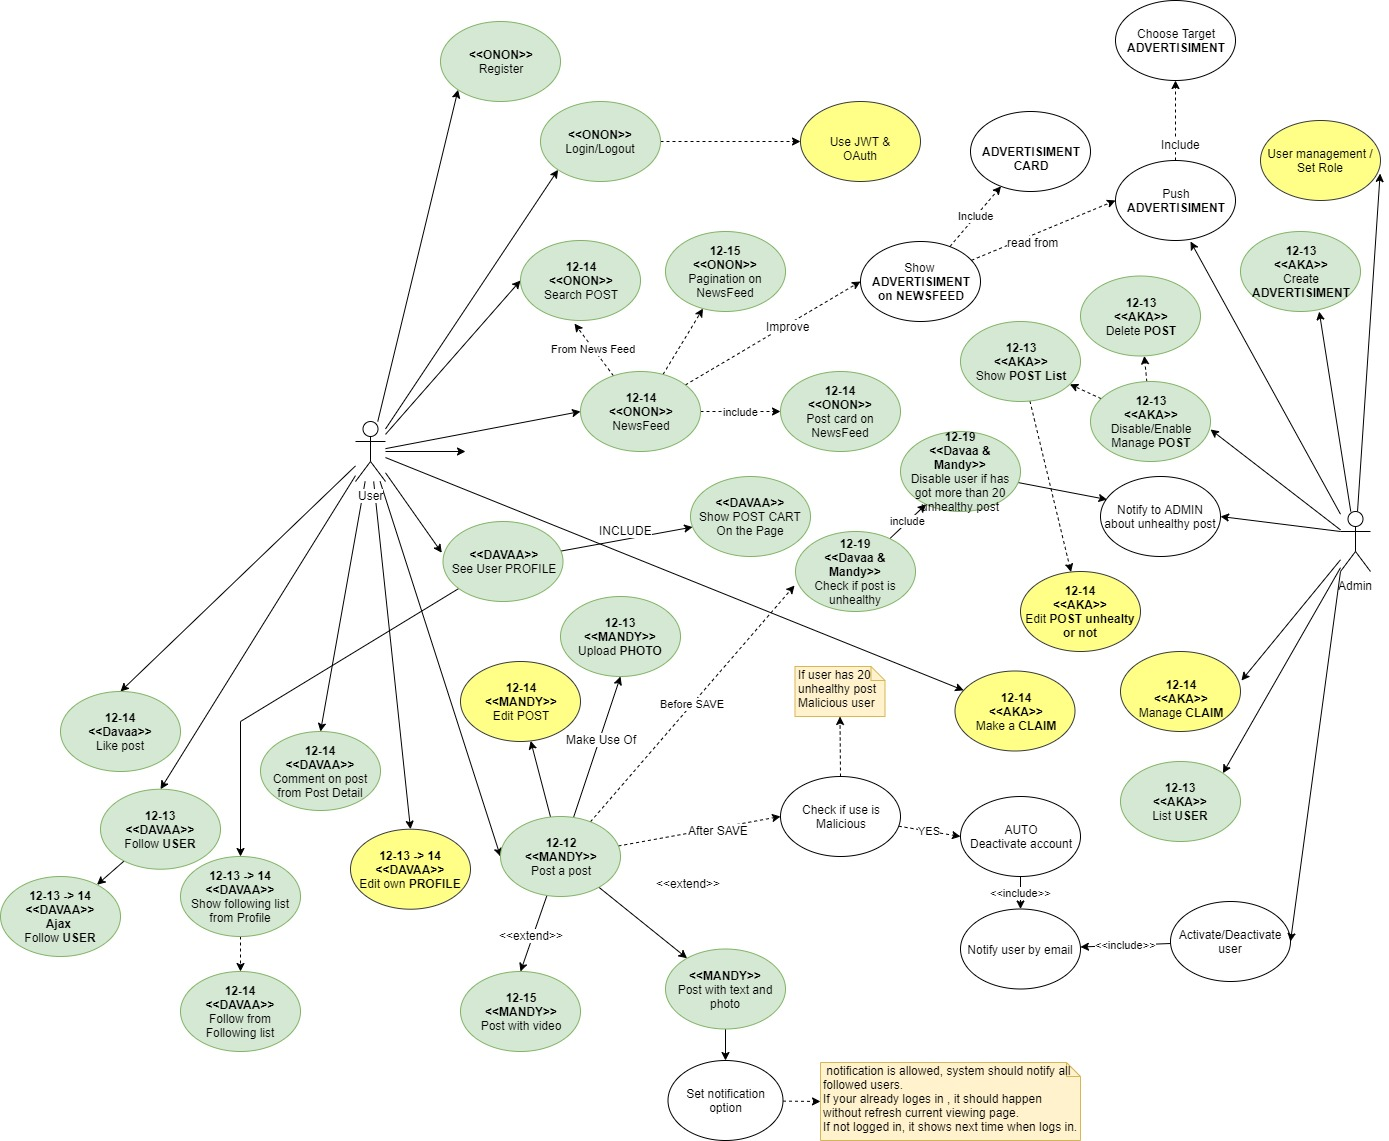 Choose Target
ADVERTISIMENT
<<ONON>>
Register
<<ONON>>
Login/Logout
Use JWT &
OAuth
ADVERTISIMENT
CARD
Include
User management /
Set Role
Push
ADVERTISIMENT
Include
read from
12-14
<<ONON>>
Search POST
12-15
<<ONON>>
Pagination on
NewsFeed
Show
ADVERTISIMENT
on NEWSFEED
12-13
<<AKA>>
Create
ADVERTISIMENT
12-13
<<AKA>>
Delete POST
Improve
From News Feed
12-13
<<AKA>>
Show POST List
12-14
<<ONON>>
NewsFeed
include
12-14
<<ONON>>
Post card on
NewsFeed
12-13
<<AKA>>
Disable/Enable
Manage POST
12-19
<<Davaa &
Mandy>>
Disable user if has
got more than 20
unhealthy post
User
<<DAVAA>>
Show POST CART
On the Page
INCLUDE
include
Notify to ADMIN
about unhealthy post
<<DAVAA>>
See User PROFILE
12-19
<<Davaa &
Mandy>>
Check if post is
unhealthy
Admin
12-14
<<AKA>>
Edit POST unhealty
or not
12-13
<<MANDY>>
Upload PHOTO
12-14
<<MANDY>>
Edit POST
Before SAVE
If user has 20
unhealthy post
Malicious user
12-14
<<AKA>>
Make a CLAIM
12-14
<<AKA>>
Manage CLAIM
12-14
<<Davaa>>
Like post
Make Use Of
12-14
<<DAVAA>>
Comment on post
from Post Detail
12-13
<<AKA>>
List USER
12-13
<<DAVAA>>
Follow USER
Check if use is
Malicious
After SAVE
YES
AUTO
Deactivate account
12-12
<<MANDY>>
Post a post
12-13 -> 14
<<DAVAA>>
Edit own PROFILE
12-13 -> 14
<<DAVAA>>
Show following list
from Profile
12-13 -> 14
<<DAVAA>>
Ajax
Follow USER
<<extend>>
<<include>>
<<extend>>
Notify user by email
<<include>>
Activate/Deactivate
user
12-14
<<DAVAA>>
Follow from
Following list
12-15
<<MANDY>>
Post with video
<<MANDY>>
Post with text and
photo
Set notification
option
notification is allowed, system should notify all
followed users.
If your already loges in , it should happen
without refresh current viewing page.
If not logged in, it shows next time when logs in.